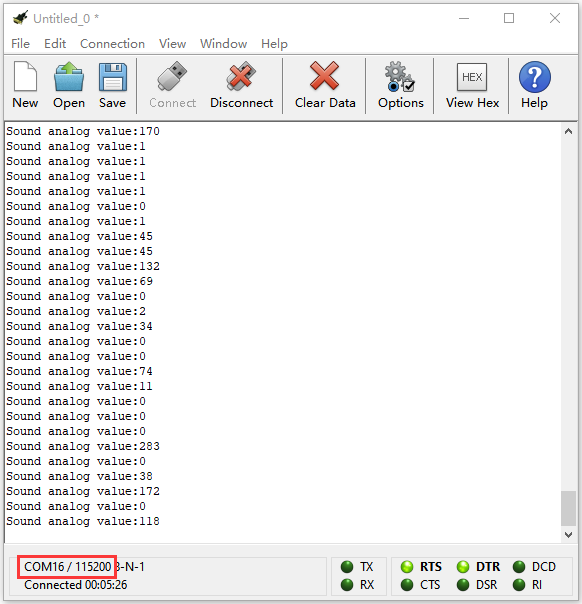 Untitled_0 *
File Edit Connection View Window Help
New Open Save Connect Disconnect Clear Data Options HEX View Hex Help
Sound analog value:170
Sound analog value:1
Sound analog value:1
Sound analog value:1
Sound analog value:1
Sound analog value:0
Sound analog value:1
Sound analog value:45
Sound analog value:45
Sound analog value:132
Sound analog value:69
Sound analog value:0
Sound analog value:2
Sound analog value:34
Sound analog value:0
Sound analog value:0
Sound analog value:74
Sound analog value:11
Sound analog value:0
Sound analog value:0
Sound analog value:0
Sound analog value:283
Sound analog value:0
Sound analog value:38
Sound analog value:172
Sound analog value:0
Sound analog value:118
COM16 / 115200 8-N-1
Connected 00:05:26
TX RTS DTR DCD
RX CTS DSR RI